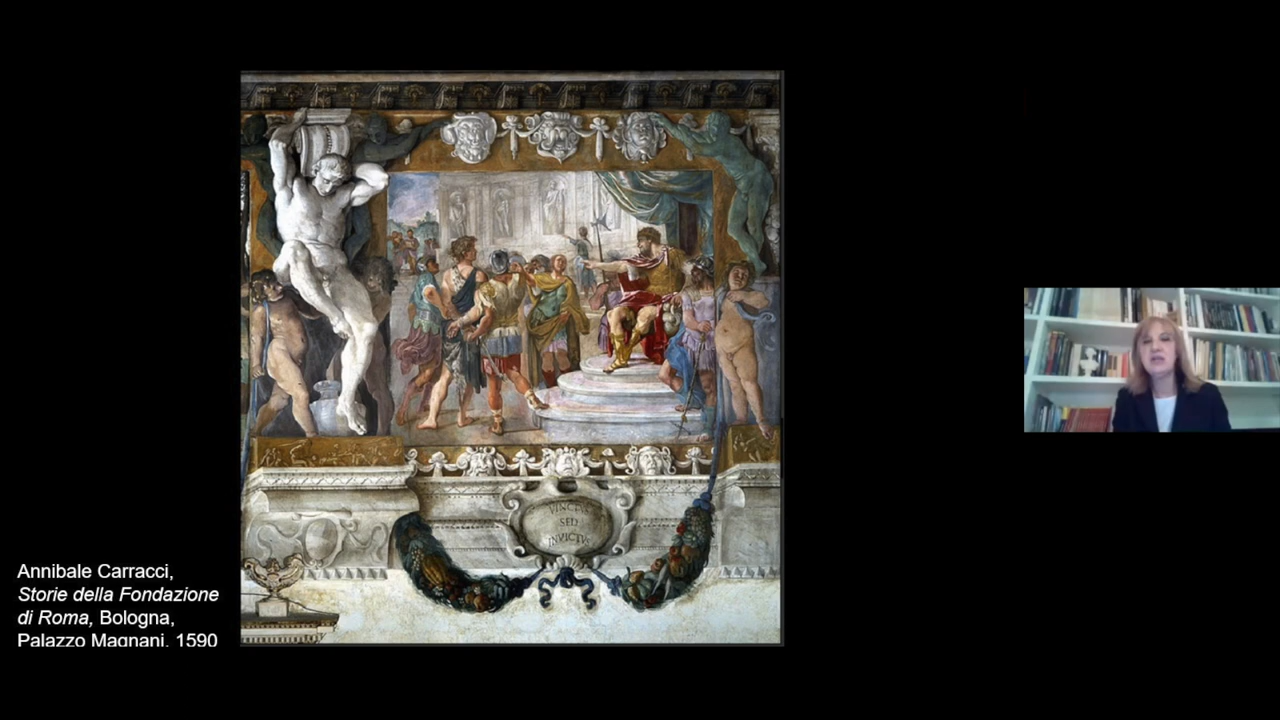 VINCTVS
SED
INVICTVS
Annibale Carracci,
Storie della Fondazione
di Roma, Bologna,
Palazzo Magnani, 1590